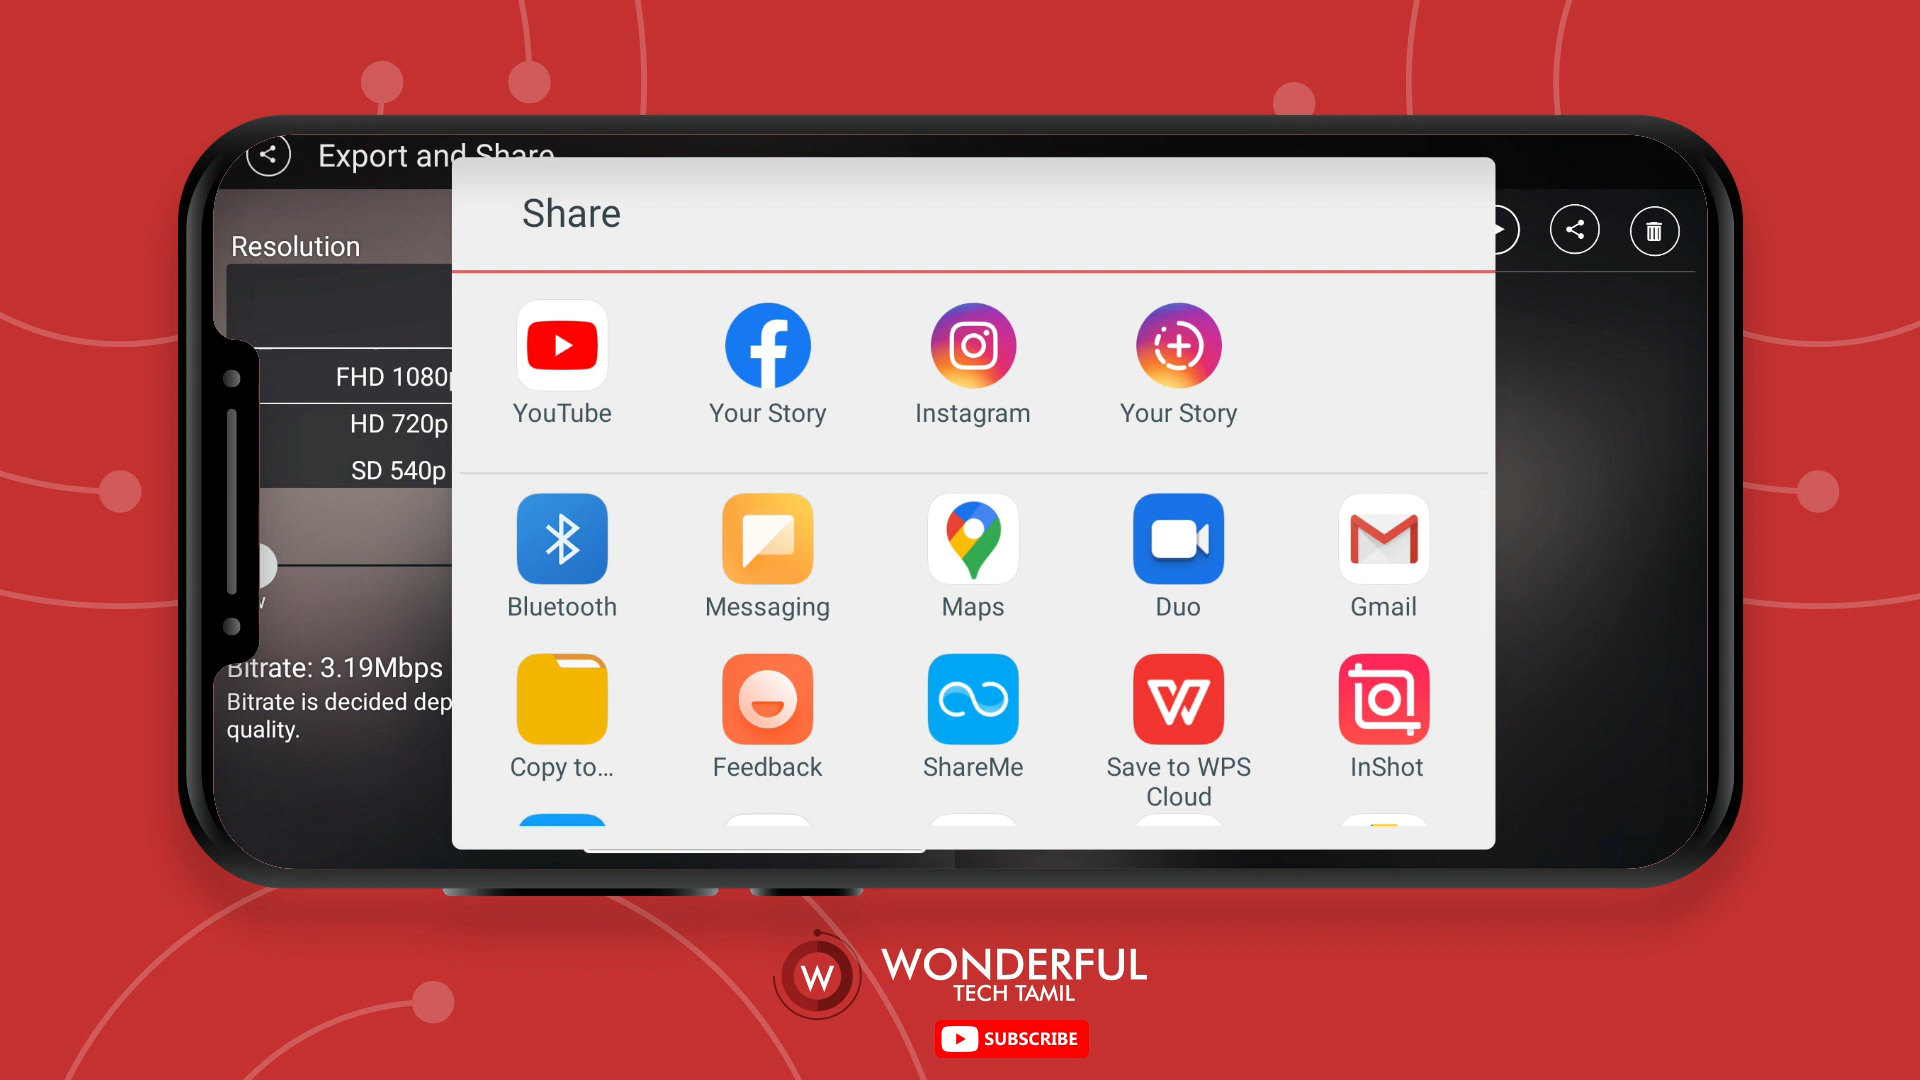 Export and Share
Share
Resolution
FHD 1080p
HD 720p
SD 540p
Bitrate: 3.19Mbps
Bitrate is decided dep
quality.
YouTube
Your Story
Instagram
Your Story
Bluetooth
Messaging
Maps
Duo
Gmail
Copy to...
Feedback
ShareMe
Save to WPS
Cloud
InShot
W
WONDERFUL
TECH TAMIL
SUBSCRIBE